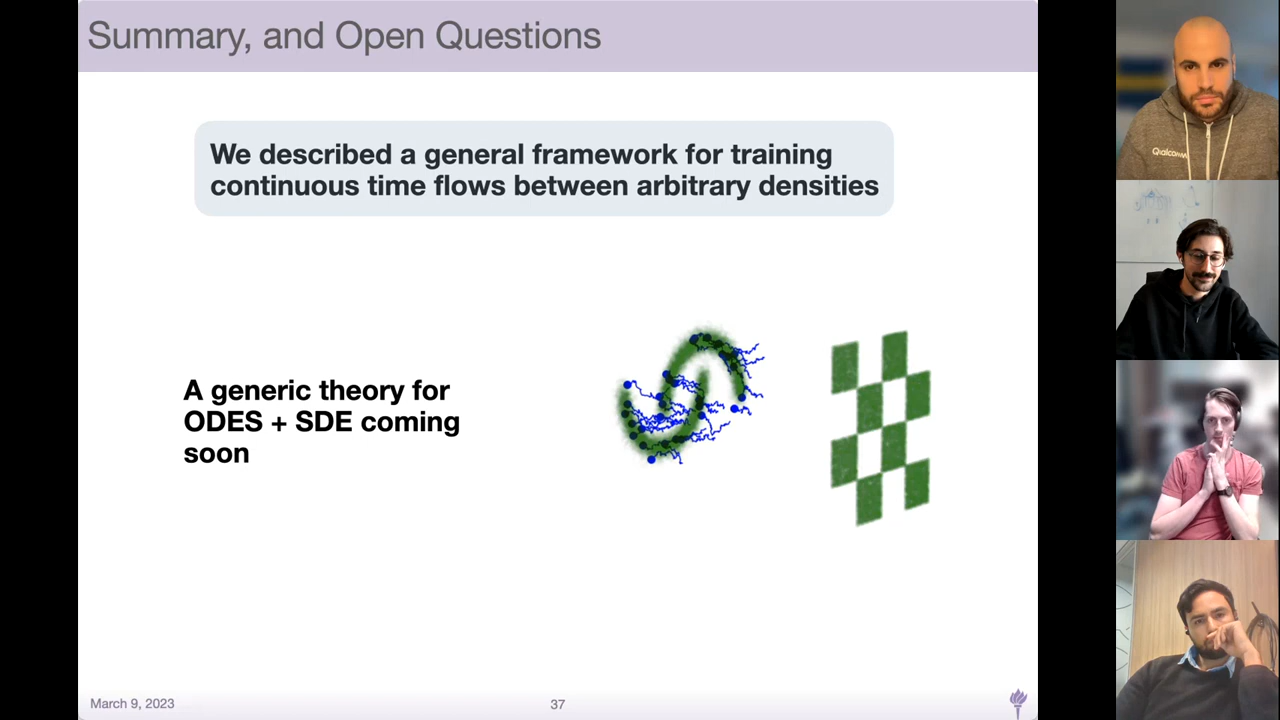 Summary, and Open Questions
We described a general framework for training
continuous time flows between arbitrary densities
A generic theory for
ODES + SDE coming
soon
March 9, 2023
37
Qualcomm